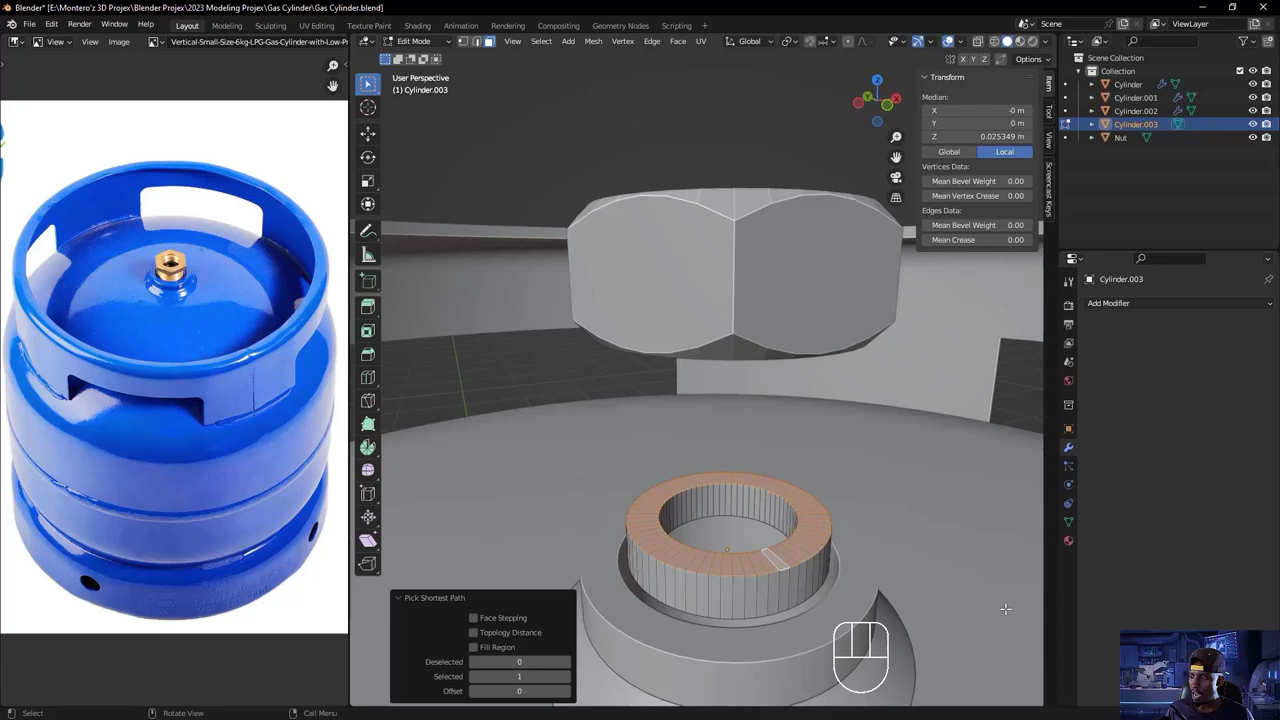 Blender* [E:\Montero'z 3D Projex\Blender Projex\2023 Modeling Projex\Gas Cylinder\Gas Cylinder.blend]
File Edit Render Window Help Layout Modeling Sculpting UV Editing Texture Paint Shading Animation Rendering Compositing Geometry Nodes Scripting + Scene ViewLayer
View View Image Vertical-Small-Size-6kg-LPG-Gas-Cylinder-with-Low-Pr Edit Mode View Select Add Mesh Vertex Edge Face UV Global
X Y Z Options
User Perspective
(1) Cylinder.003
Transform
Median:
X -0 m
Y 0 m
Z 0.025349 m
Global Local
Vertices Data:
Mean Bevel Weight 0.00
Mean Vertex Crease 0.00
Edges Data:
Mean Bevel Weight 0.00
Mean Crease 0.00
Item
Tool
View
Screencast Keys
Z
X
Y
Scene Collection
Collection
Cylinder
Cylinder.001
Cylinder.002
Cylinder.003
Nut
Cylinder.003
Add Modifier
Pick Shortest Path
Face Stepping
Topology Distance
Fill Region
Deselected 0
Selected 1
Offset 0
Select Rotate View Call Menu